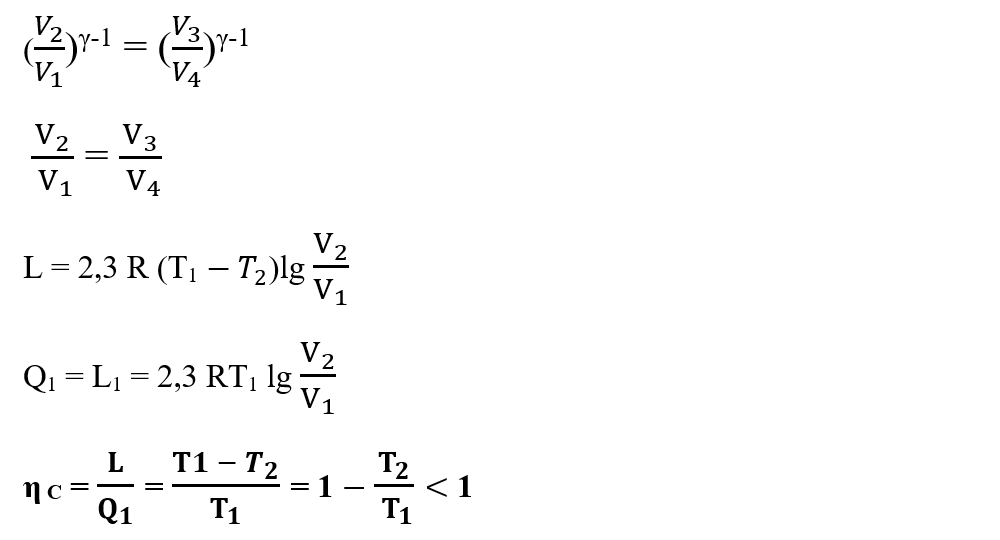 (V₂/V₁)^γ-1 = (V₃/V₄)^γ-1
V₂/V₁ = V₃/V₄
L = 2,3 R (T₁ − T₂)lg V₂/V₁
Q₁ = L₁ = 2,3 RT₁ lg V₂/V₁
η C = L/Q₁ = T1 − T₂/T₁ = 1 − T₂/T₁ < 1